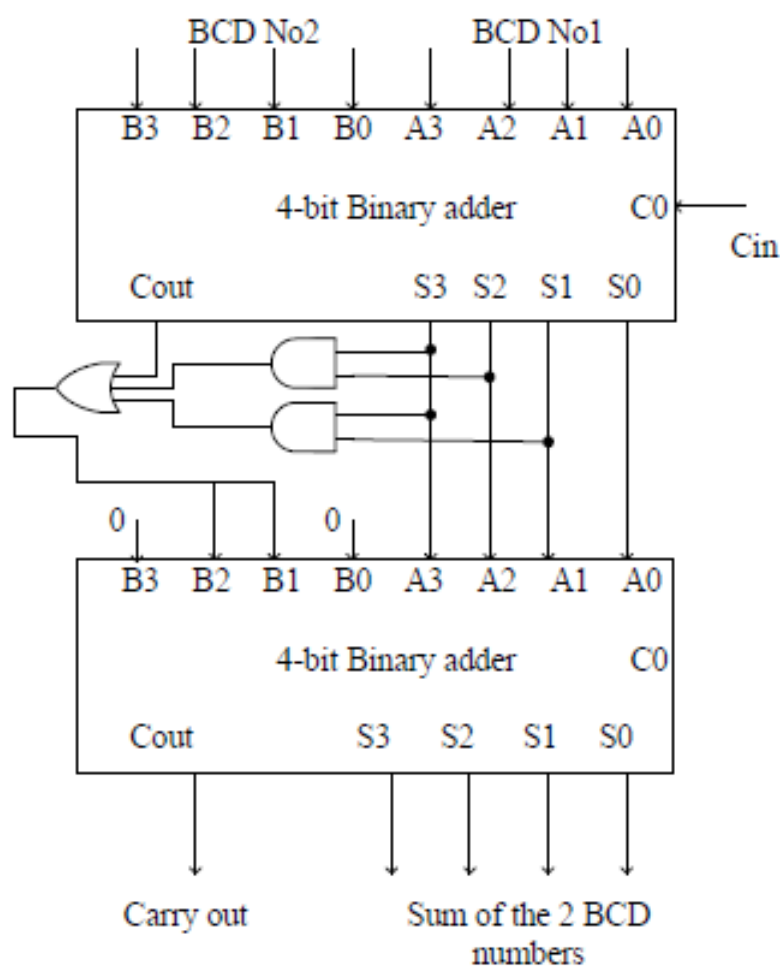 BCD No2 BCD No1
B3 B2 B1 B0 A3 A2 A1 A0
4-bit Binary adder C0
Cin
Cout S3 S2 S1 S0
0 0
B3 B2 B1 B0 A3 A2 A1 A0
4-bit Binary adder C0
Cout S3 S2 S1 S0
Carry out Sum of the 2 BCD
numbers